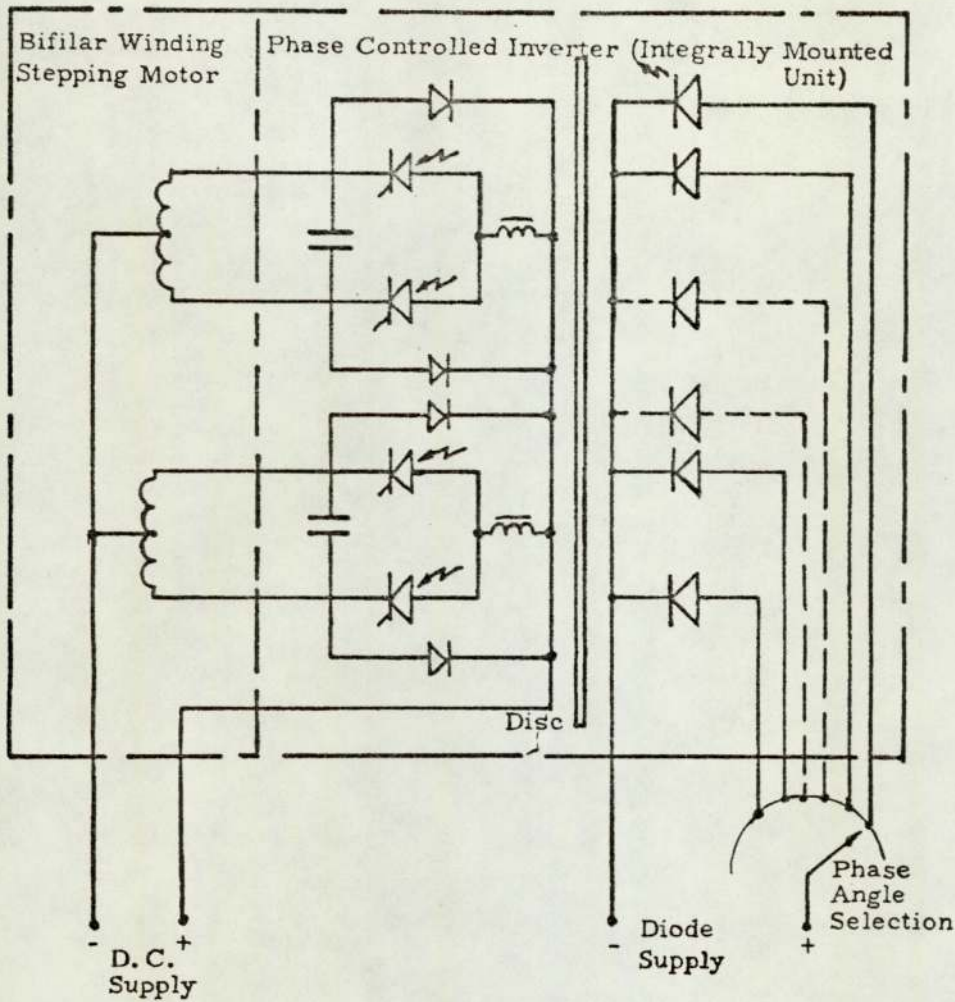 Bifilar Winding
Stepping Motor
Phase Controlled Inverter (Integrally Mounted
Unit)
Disc
Phase
Angle
Selection
- +
D. C.
Supply
- +
Diode
Supply